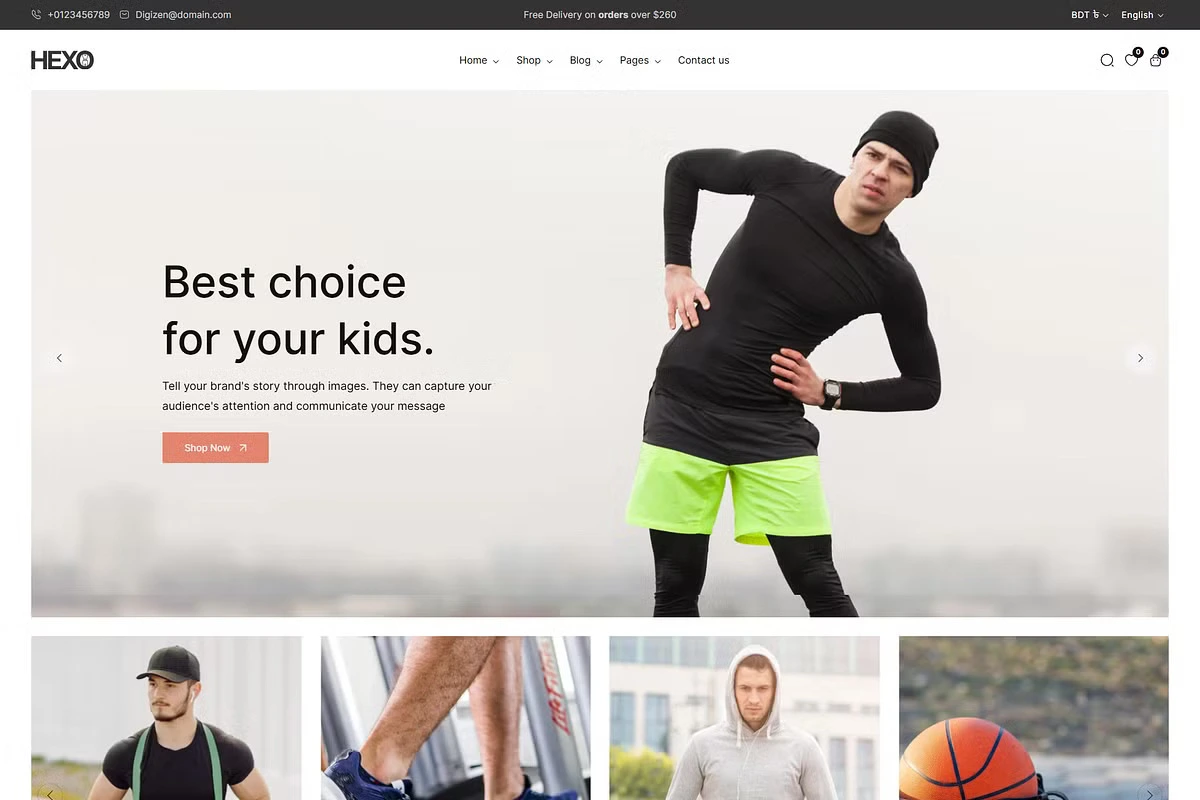 +0123456789 Digizen@domain.com Free Delivery on orders over $260 BDT ৳ English
HEXO Home Shop Blog Pages Contact us 0 0
Best choice
for your kids.
Tell your brand's story through images. They can capture your
audience's attention and communicate your message
Shop Now
LifeFitness